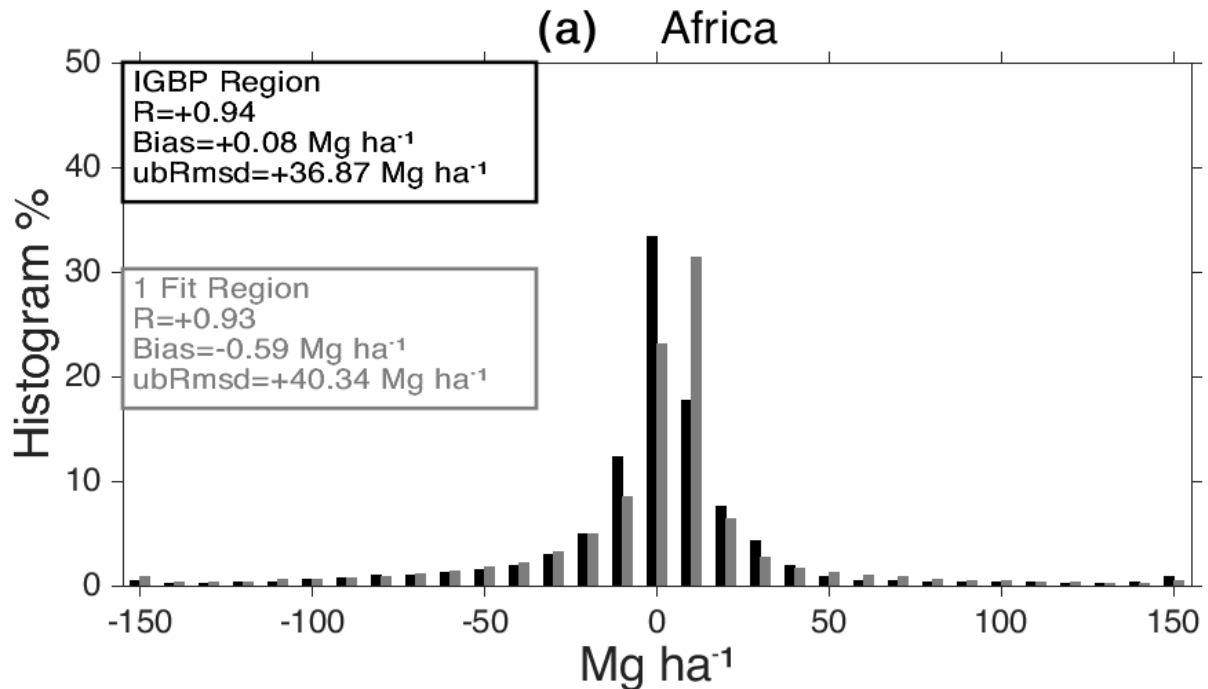 (a) Africa
50
IGBP Region
R=+0.94
Bias=+0.08 Mg ha⁻¹
ubRmsd=+36.87 Mg ha⁻¹
40
30
1 Fit Region
R=+0.93
Bias=-0.59 Mg ha⁻¹
ubRmsd=+40.34 Mg ha⁻¹
20
10
0
Histogram %
-150 -100 -50 0 50 100 150
Mg ha⁻¹